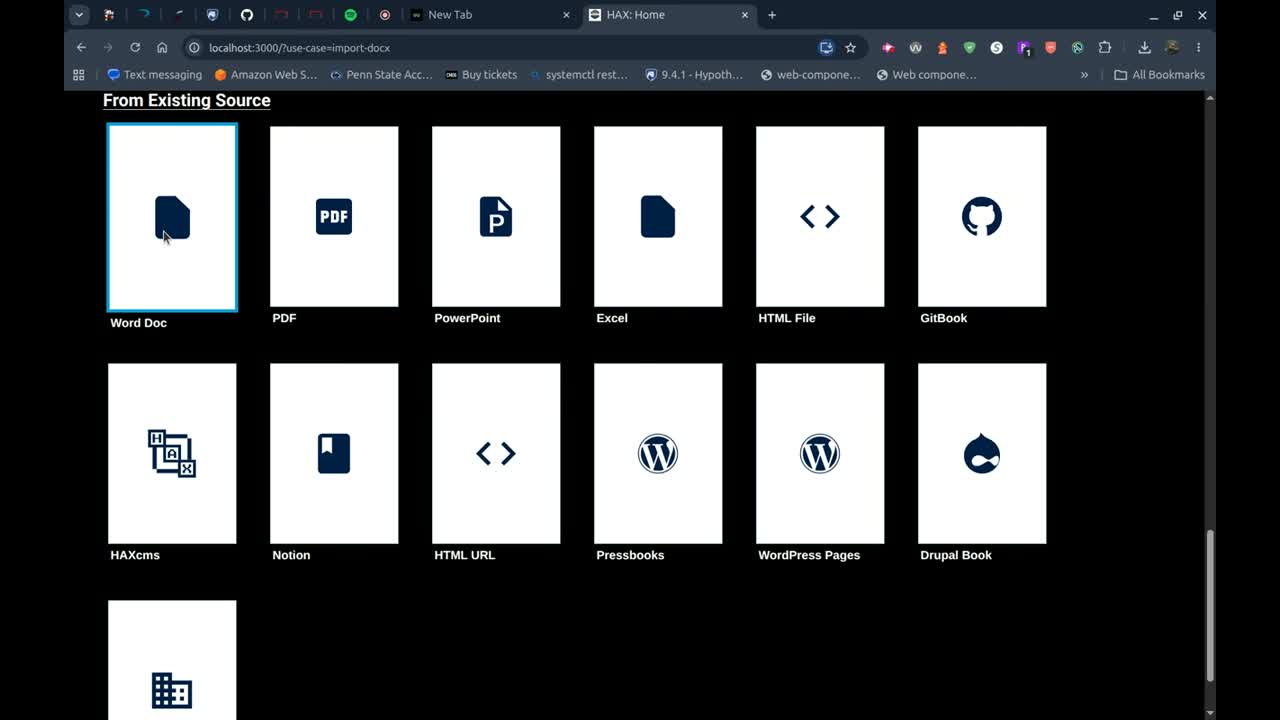 New Tab
HAX: Home
localhost:3000/?use-case=import-docx
1
Text messaging
Amazon Web S...
Penn State Acc...
Buy tickets
systemctl rest...
9.4.1 - Hypoth...
web-compone...
Web compone...
»
All Bookmarks
From Existing Source
PDF
P
Word Doc
PDF
PowerPoint
Excel
HTML File
GitBook
H
A
X
HAXcms
Notion
HTML URL
Pressbooks
WordPress Pages
Drupal Book